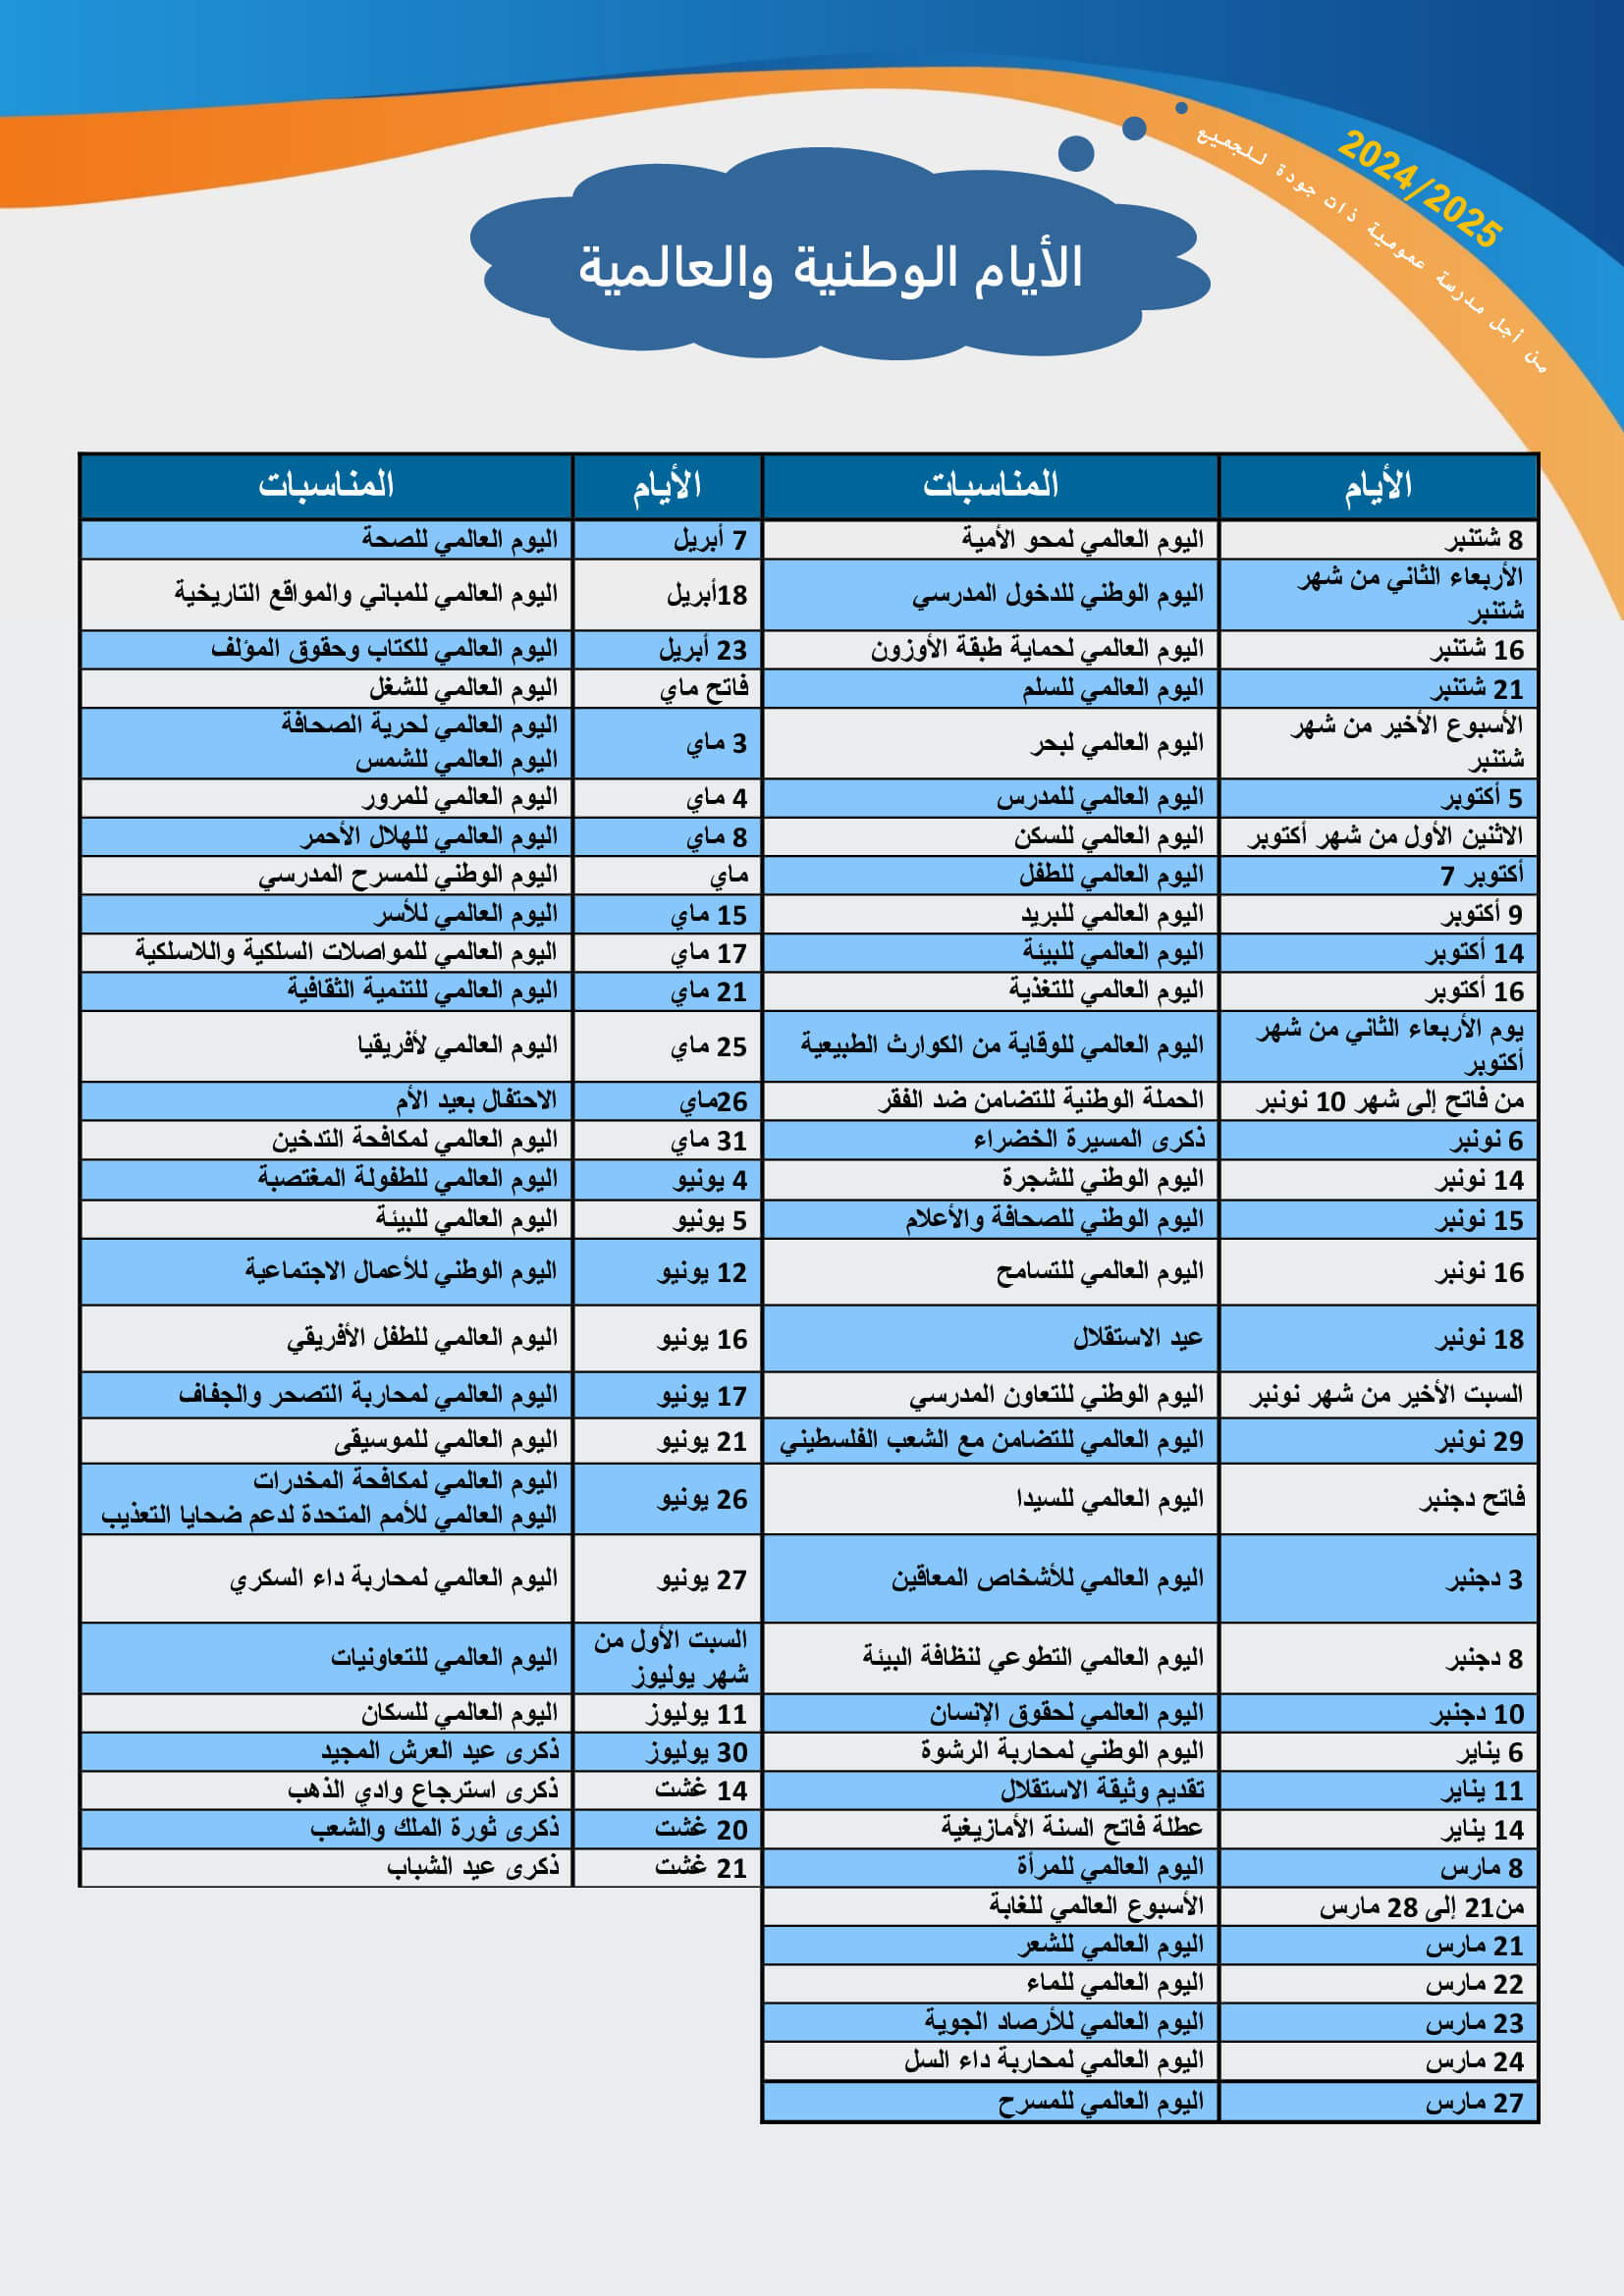 2024/2025
من أجل مدرسة عمومية ذات جودة للجميع
الأيام الوطنية والعالمية
الأيام المناسبات
8 شتنبر اليوم العالمي لمحو الأمية
الأربعاء الثاني من شهر
شتنبر
اليوم الوطني للدخول المدرسي
16 شتنبر اليوم العالمي لحماية طبقة الأوزون
21 شتنبر اليوم العالمي للسلم
الأسبوع الأخير من شهر
شتنبر
اليوم العالمي لبحر
5 أكتوبر اليوم العالمي للمدرس
الاثنين الأول من شهر أكتوبر اليوم العالمي للسكن
أكتوبر 7 اليوم العالمي للطفل
9 أكتوبر اليوم العالمي للبريد
14 أكتوبر اليوم العالمي للبيئة
16 أكتوبر اليوم العالمي للتغذية
يوم الأربعاء الثاني من شهر
أكتوبر
اليوم العالمي للوقاية من الكوارث الطبيعية
من فاتح إلى شهر 10 نونبر الحملة الوطنية للتضامن ضد الفقر
6 نونبر ذكرى المسيرة الخضراء
14 نونبر اليوم الوطني للشجرة
15 نونبر اليوم الوطني للصحافة والأعلام
16 نونبر اليوم العالمي للتسامح
18 نونبر عيد الاستقلال
السبت الأخير من شهر نونبر اليوم الوطني للتعاون المدرسي
29 نونبر اليوم العالمي للتضامن مع الشعب الفلسطيني
فاتح دجنبر اليوم العالمي للسيدا
3 دجنبر اليوم العالمي للأشخاص المعاقين
8 دجنبر اليوم العالمي التطوعي لنظافة البيئة
10 دجنبر اليوم العالمي لحقوق الإنسان
6 يناير اليوم الوطني لمحاربة الرشوة
11 يناير تقديم وثيقة الاستقلال
14 يناير عطلة فاتح السنة الأمازيغية
8 مارس اليوم العالمي للمرأة
من21 إلى 28 مارس الأسبوع العالمي للغابة
21 مارس اليوم العالمي للشعر
22 مارس اليوم العالمي للماء
23 مارس اليوم العالمي للأرصاد الجوية
24 مارس اليوم العالمي لمحاربة داء السل
27 مارس اليوم العالمي للمسرح
الأيام المناسبات
7 أبريل اليوم العالمي للصحة
18أبريل اليوم العالمي للمباني والمواقع التاريخية
23 أبريل اليوم العالمي للكتاب وحقوق المؤلف
فاتح ماي اليوم العالمي للشغل
3 ماي اليوم العالمي لحرية الصحافة
اليوم العالمي للشمس
4 ماي اليوم العالمي للمرور
8 ماي اليوم العالمي للهلال الأحمر
ماي اليوم الوطني للمسرح المدرسي
15 ماي اليوم العالمي للأسر
17 ماي اليوم العالمي للمواصلات السلكية واللاسلكية
21 ماي اليوم العالمي للتنمية الثقافية
25 ماي اليوم العالمي لأفريقيا
26ماي الاحتفال بعيد الأم
31 ماي اليوم العالمي لمكافحة التدخين
4 يونيو اليوم العالمي للطفولة المغتصبة
5 يونيو اليوم العالمي للبيئة
12 يونيو اليوم الوطني للأعمال الاجتماعية
16 يونيو اليوم العالمي للطفل الأفريقي
17 يونيو اليوم العالمي لمحاربة التصحر والجفاف
21 يونيو اليوم العالمي للموسيقى
26 يونيو اليوم العالمي لمكافحة المخدرات
اليوم العالمي للأمم المتحدة لدعم ضحايا التعذيب
27 يونيو اليوم العالمي لمحاربة داء السكري
السبت الأول من
شهر يوليوز
اليوم العالمي للتعاونيات
11 يوليوز اليوم العالمي للسكان
30 يوليوز ذكرى عيد العرش المجيد
14 غشت ذكرى استرجاع وادي الذهب
20 غشت ذكرى ثورة الملك والشعب
21 غشت ذكرى عيد الشباب